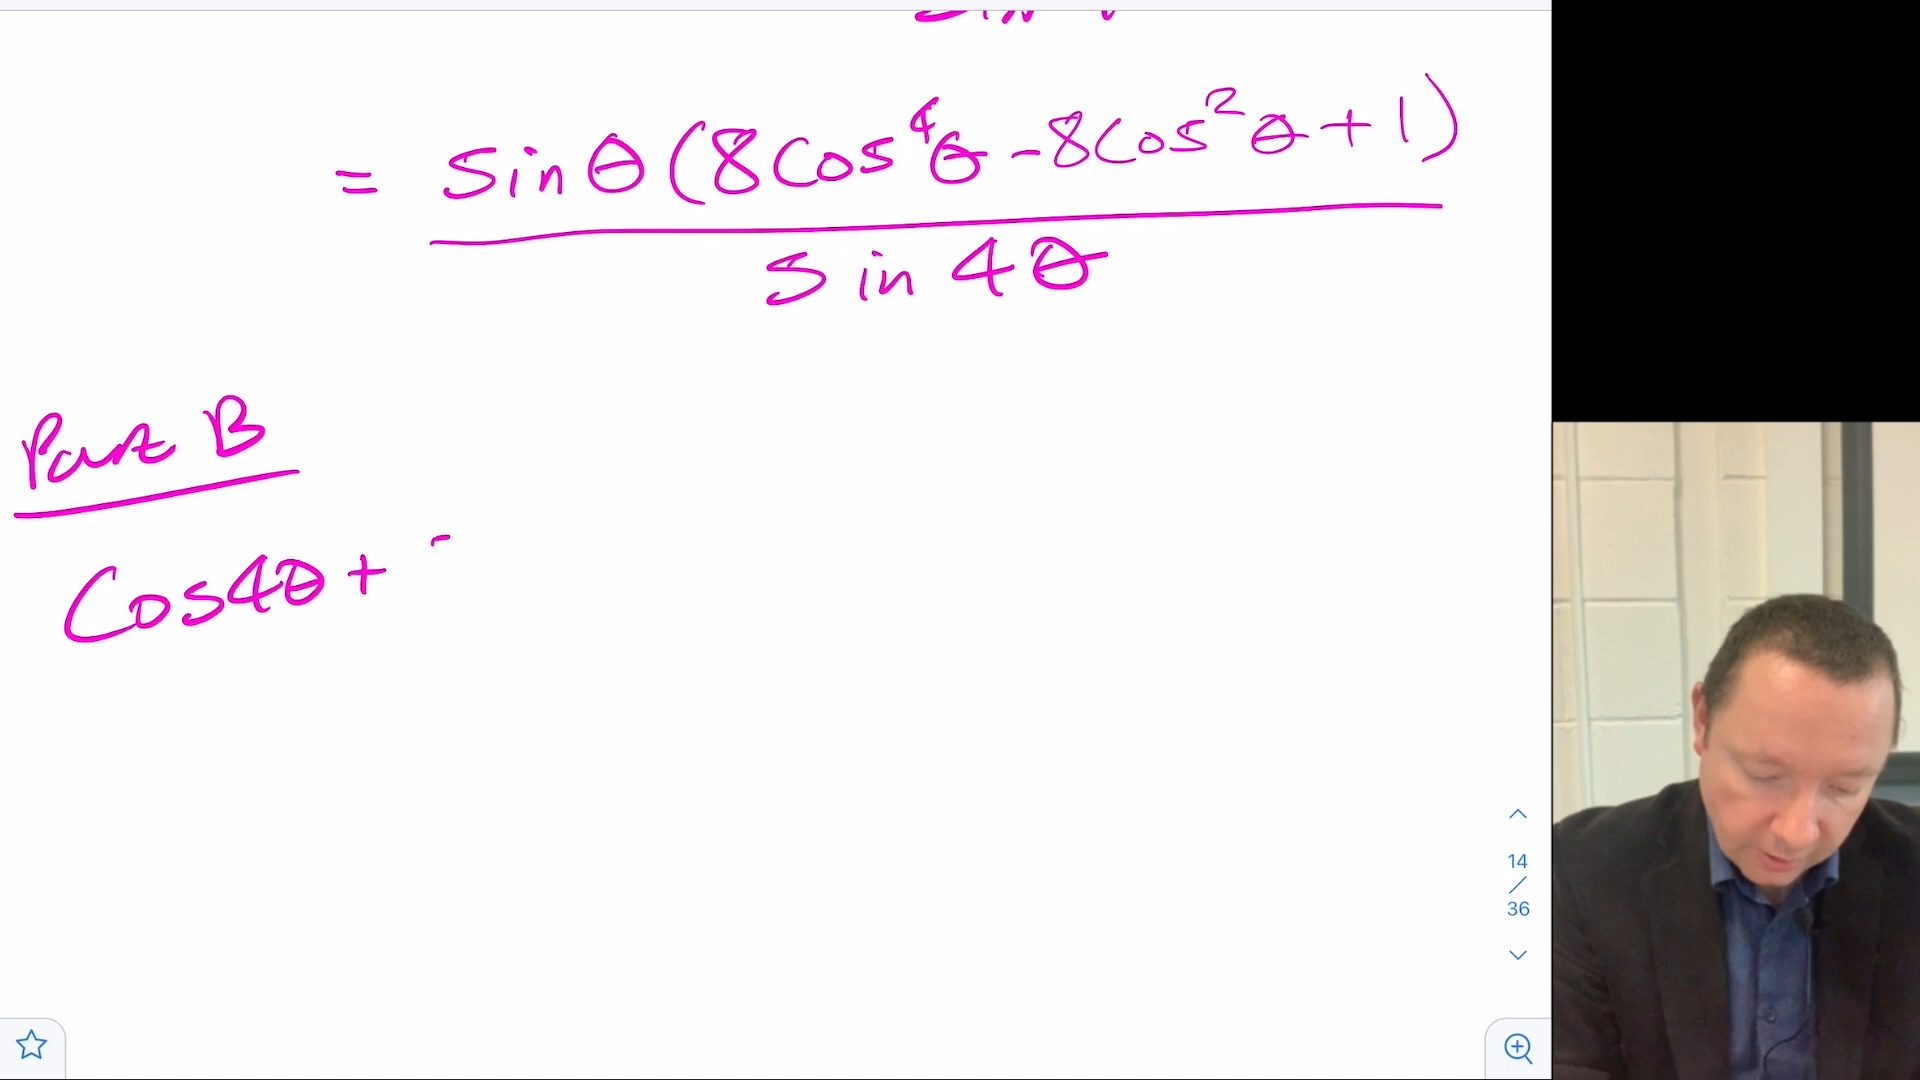 = sin θ (8cos⁴θ - 8cos²θ + 1)
sin 4θ
Part B
Cos4θ +
14
/
36